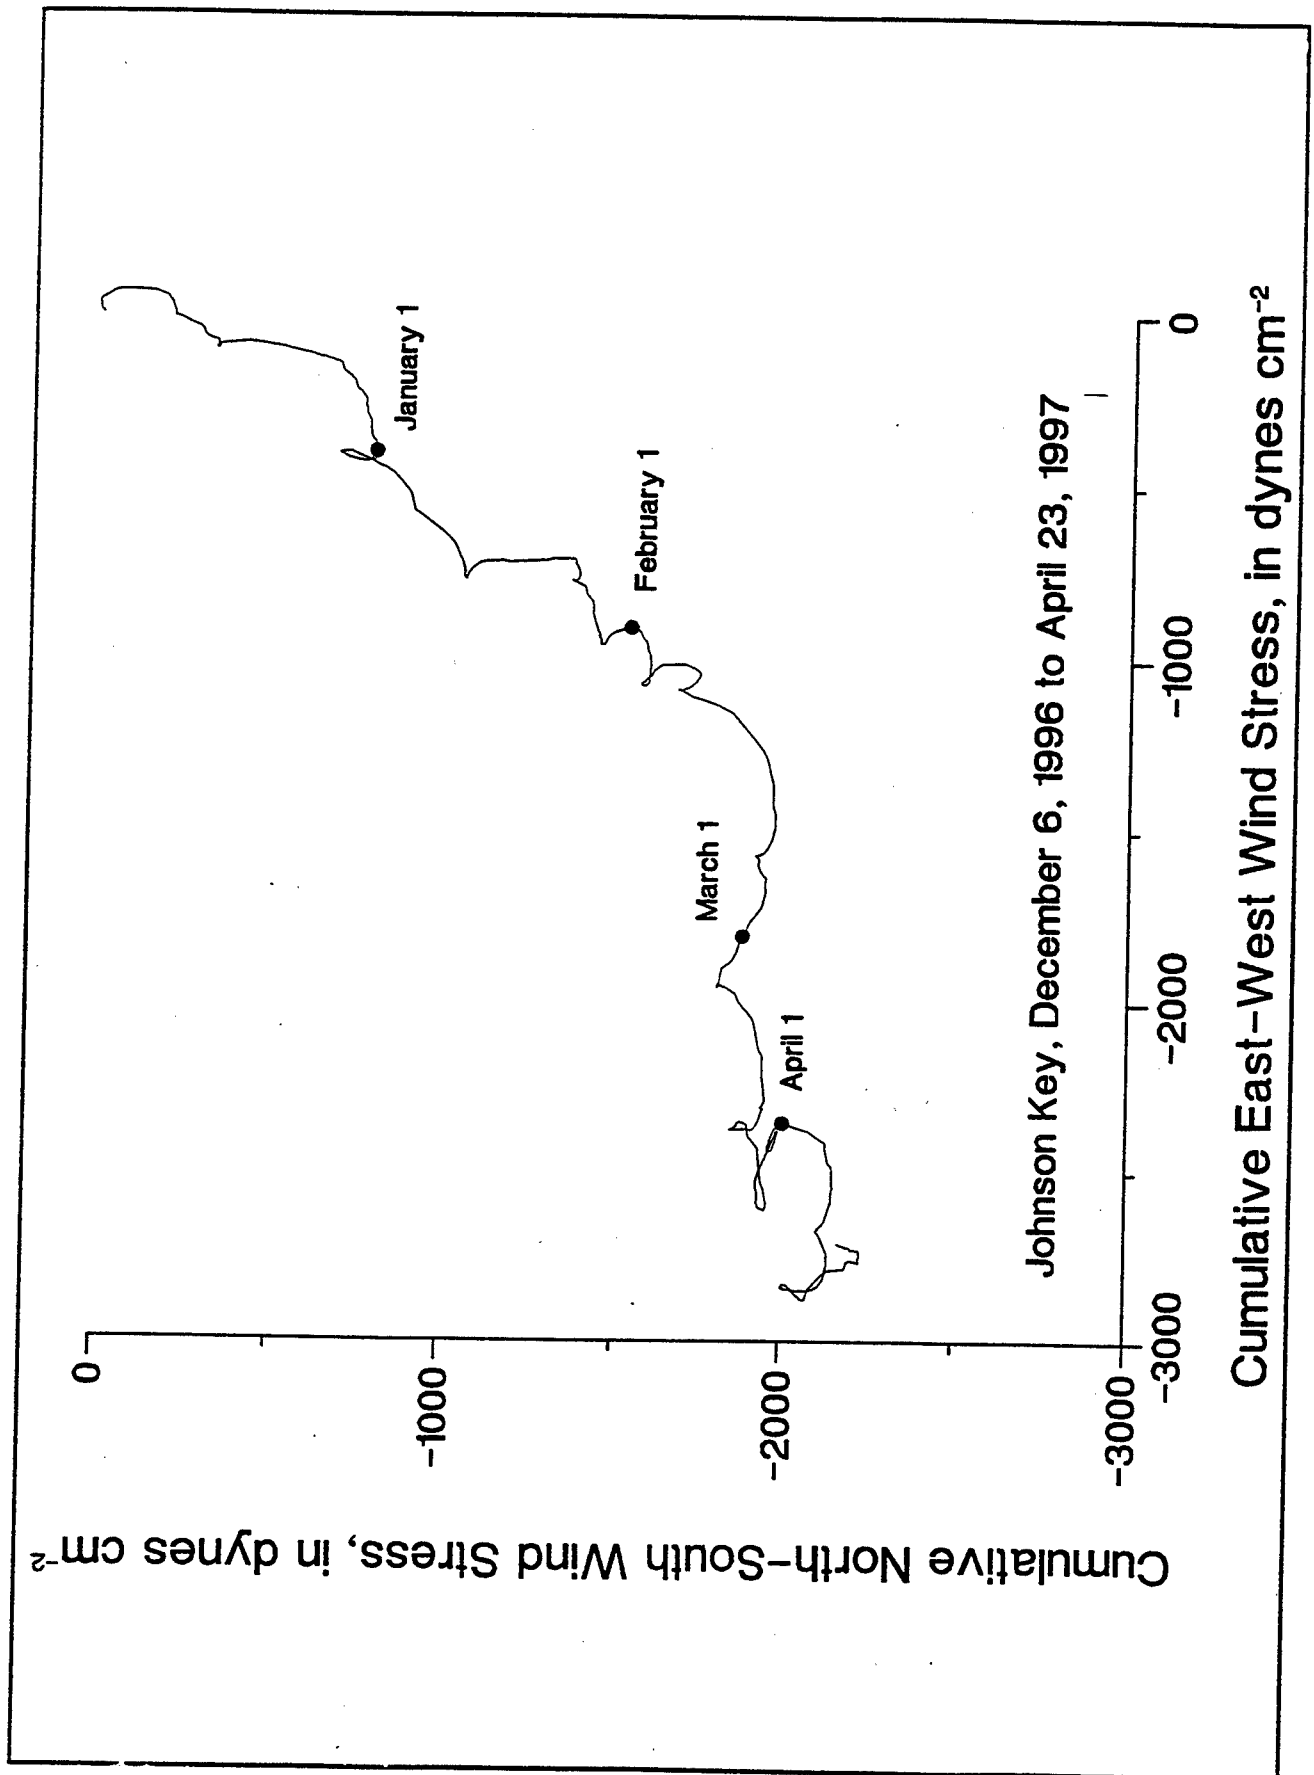 Cumulative North-South Wind Stress, in dynes cm⁻²
0
-1000
-2000
-3000
January 1
February 1
March 1
April 1
Johnson Key, December 6, 1996 to April 23, 1997
-3000
-2000
-1000
0
Cumulative East-West Wind Stress, in dynes cm⁻²